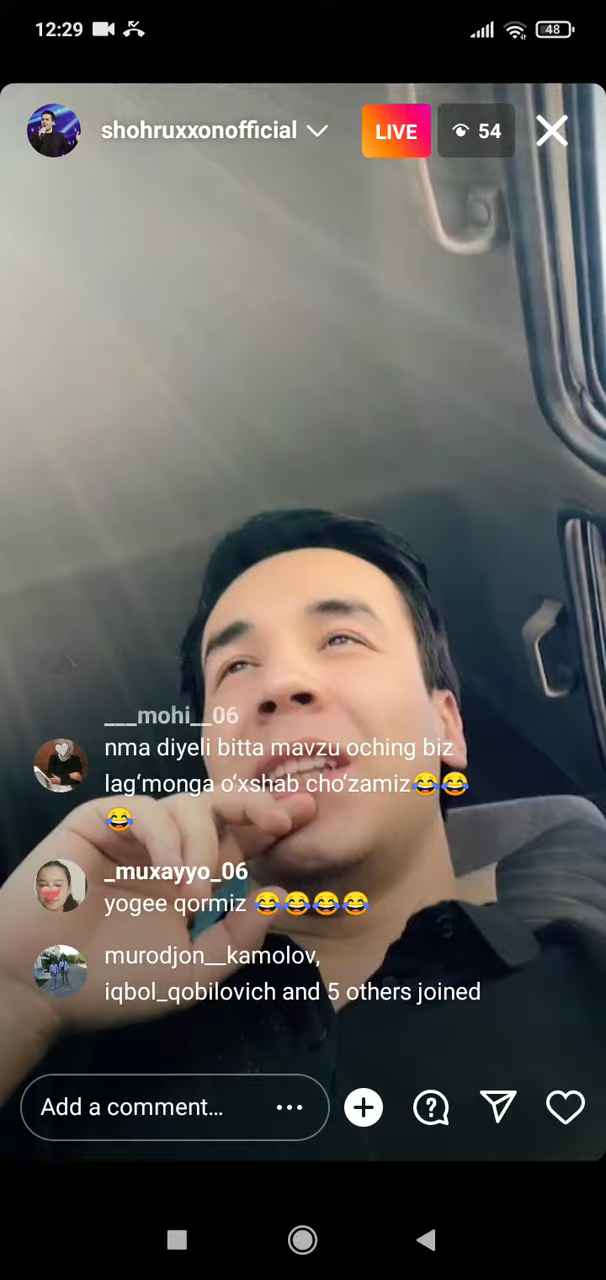 12:29
48
shohruxxonofficial
LIVE
54
___mohi__06
nma diyeli bitta mavzu oching biz
lag‘monga o‘xshab cho‘zamiz😂😂
😂
_muxayyo_06
yogee qormiz 😂😂😂😂
murodjon__kamolov,
iqbol_qobilovich and 5 others joined
Add a comment...